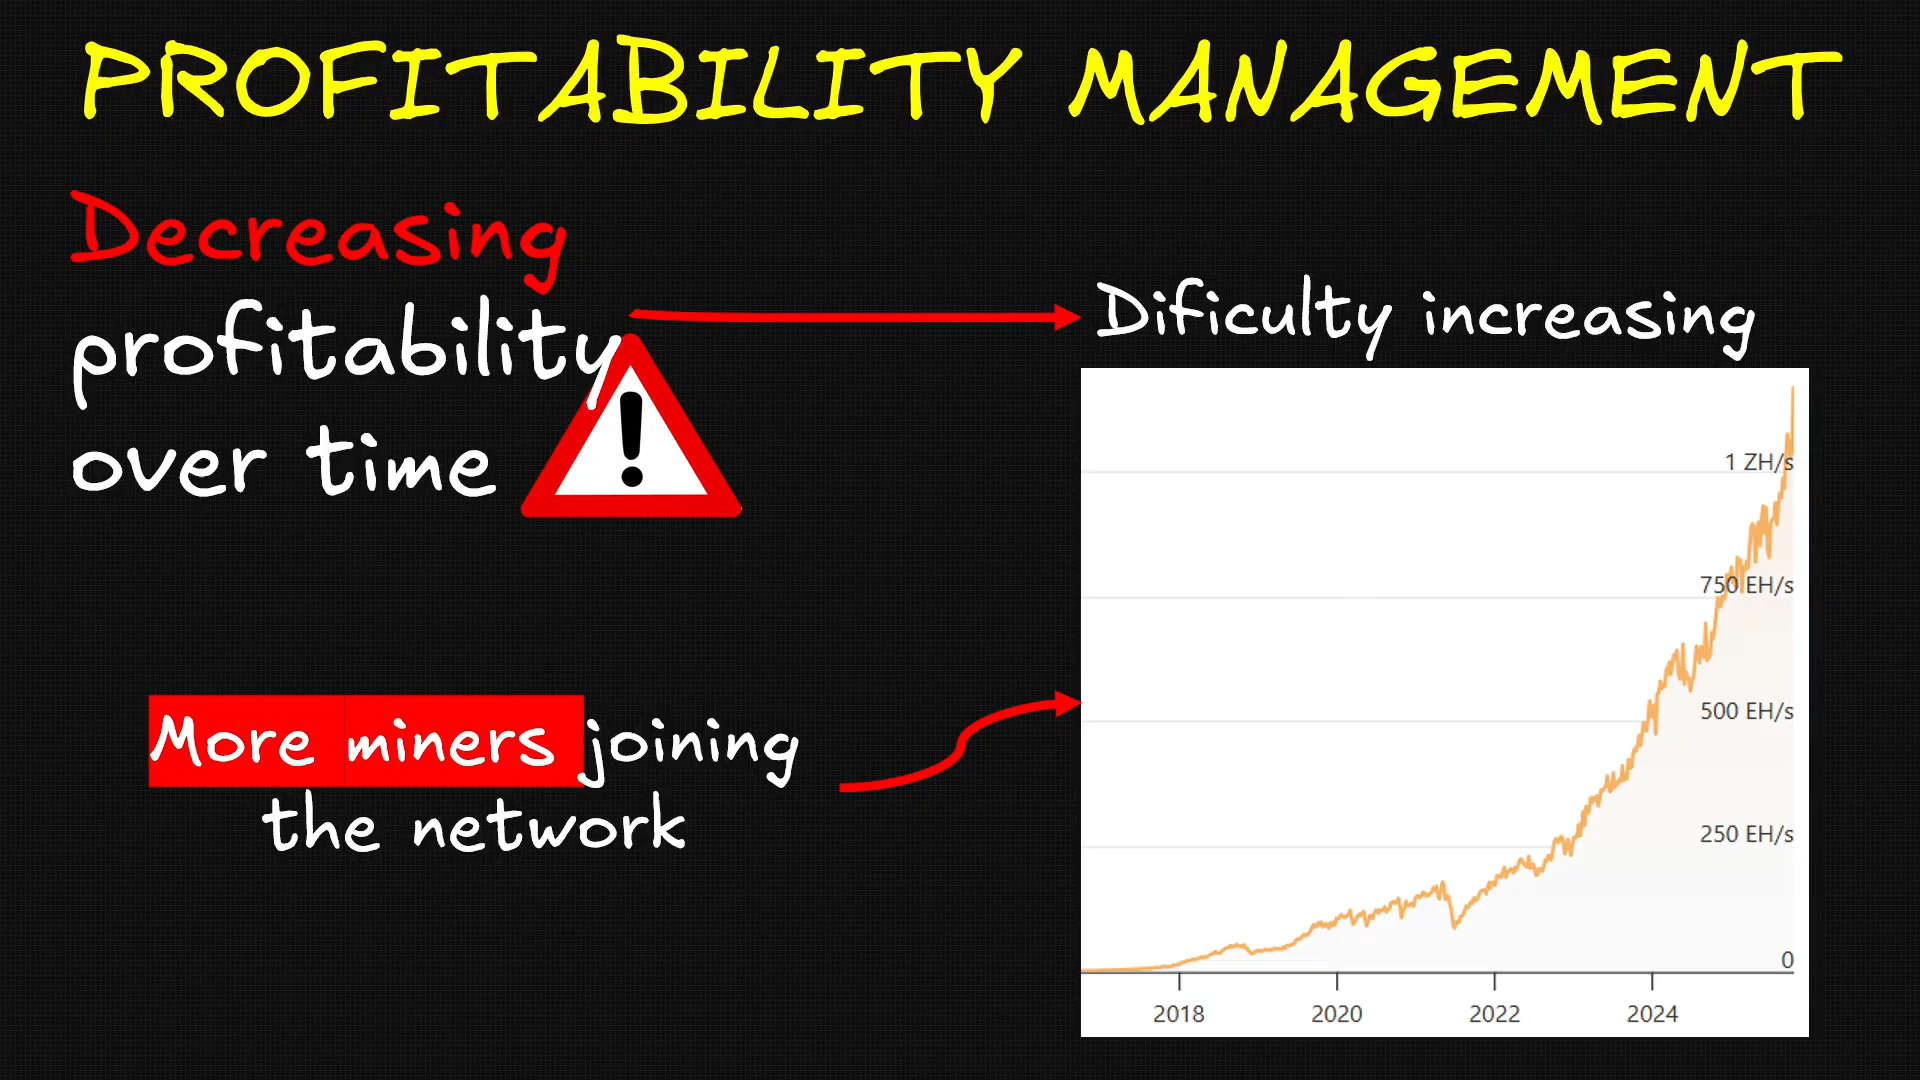 PROFITABILITY MANAGEMENT
Decreasing
profitability
over time
Dificulty increasing
More miners joining
the network
1 ZH/s
750 EH/s
500 EH/s
250 EH/s
0
2018 2020 2022 2024